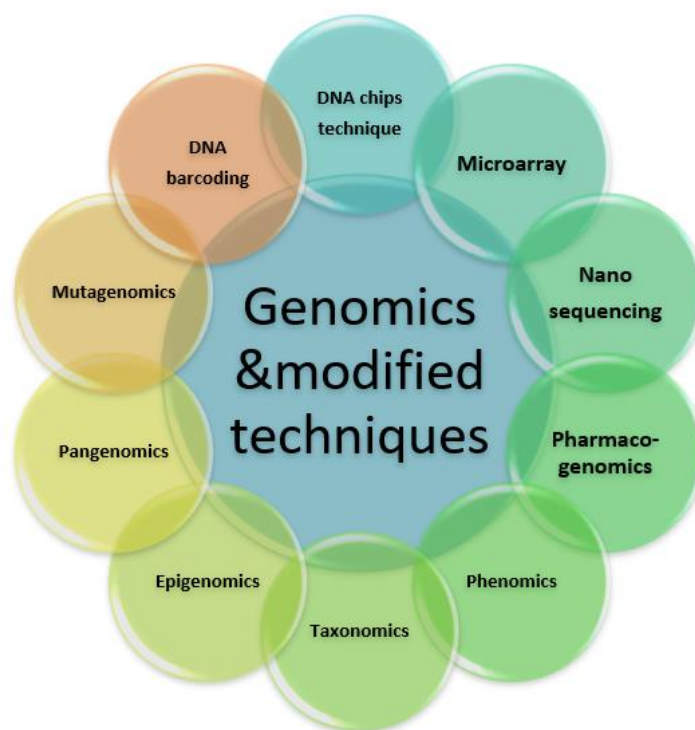 DNA chips
technique
Microarray
Nano
sequencing
Pharmaco-
genomics
Phenomics
Taxonomics
Epigenomics
Pangenomics
Mutagenomics
DNA
barcoding
Genomics
&modified
techniques